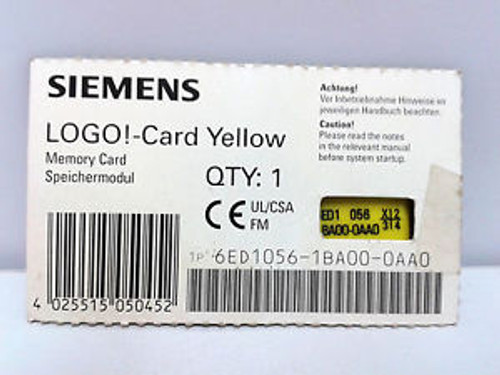 SIEMENS
LOGO!-Card Yellow
Memory Card
Speichermodul
QTY: 1
UL/CSA
FM
Achtung!
Vor Inbetriebnahme Hinweise im
jeweiligen Handbuch beachten.
Caution!
Please read the notes
in the relevant manual
before system startup.
ED1 056 X12
BA00-0AA0 314
1P 6ED1056-1BA00-0AA0
4 025515 050452